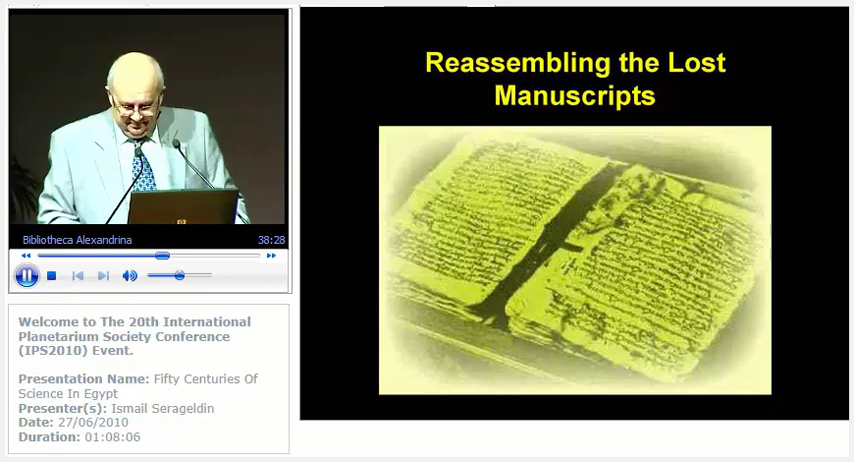 Bibliotheca Alexandrina 38:28
Welcome to The 20th International
Planetarium Society Conference
(IPS2010) Event.
Presentation Name: Fifty Centuries Of
Science In Egypt
Presenter(s): Ismail Serageldin
Date: 27/06/2010
Duration: 01:08:06
Reassembling the Lost
Manuscripts